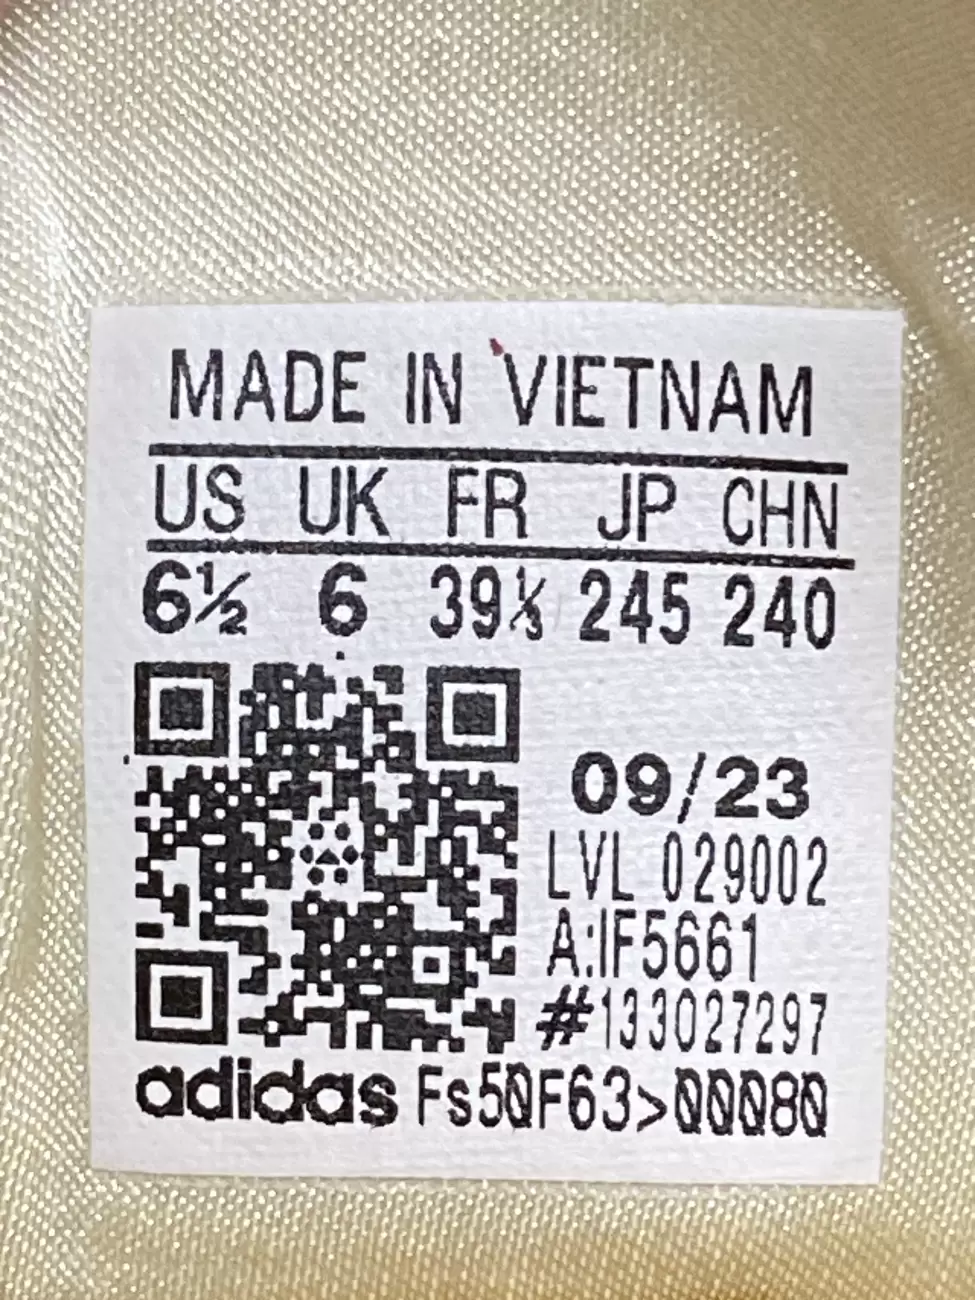 MADE IN VIETNAM
US UK FR JP CHN
6½ 6 39⅓ 245 240
09/23
LVL 029002
A:IF5661
#133027297
adidas Fs50F63>00080